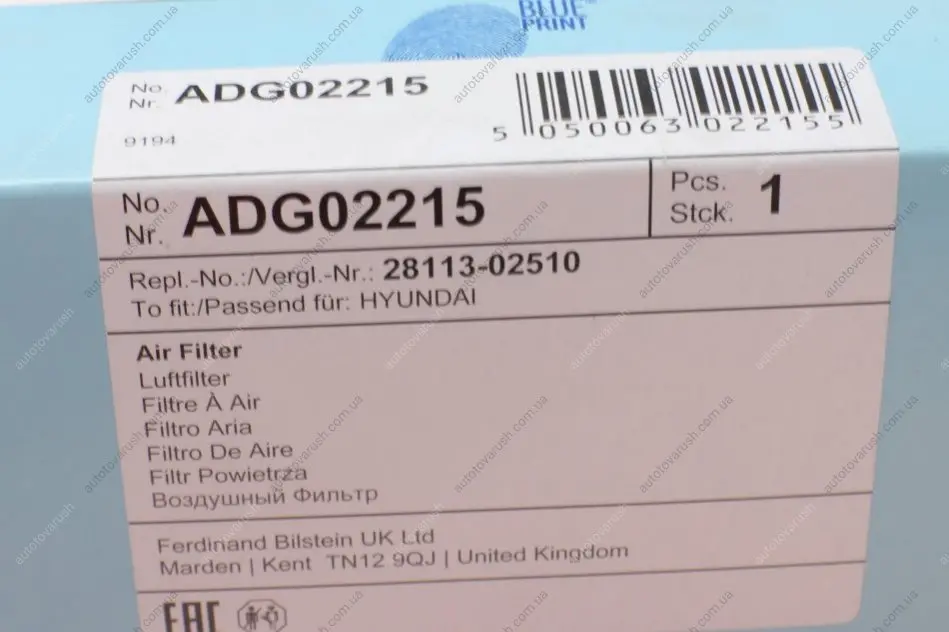 BLUE
PRINT
No.
Nr.
ADG02215
9194
5 050063 022155
No.
Nr.
ADG02215
Pcs.
Stck.
1
Repl.-No.:/Vergl.-Nr.: 28113-02510
To fit:/Passend für: HYUNDAI
Air Filter
Luftfilter
Filtre À Air
Filtro Aria
Filtro De Aire
Filtr Powietrza
Воздушный Фильтр
Ferdinand Bilstein UK Ltd
Marden | Kent TN12 9QJ | United Kingdom
EAC
autotovarush.com.ua